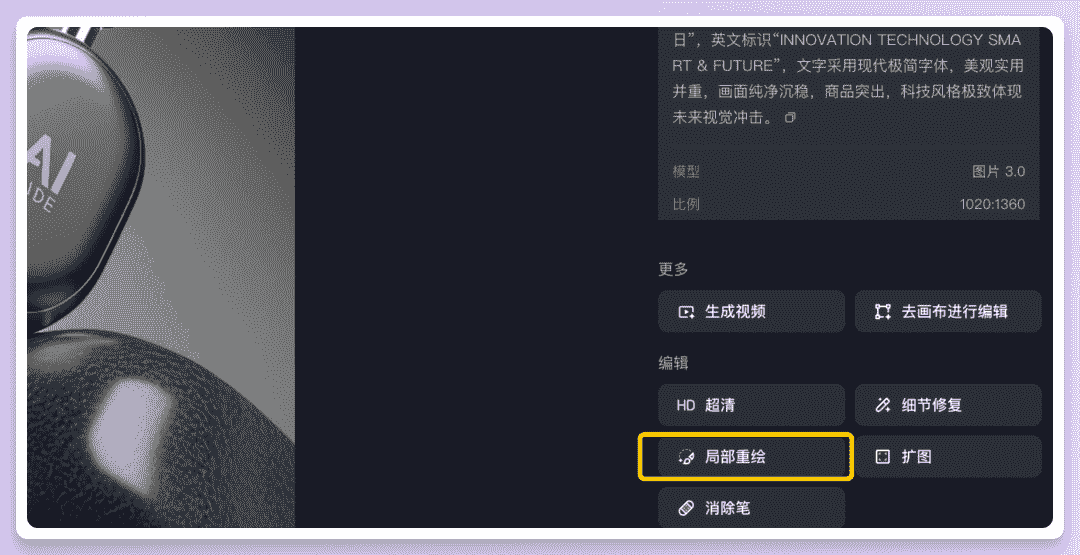 AI
IDE
日”，英文标识“INNOVATION TECHNOLOGY SMA
RT & FUTURE”，文字采用现代极简字体，美观实用
并重，画面纯净沉稳，商品突出，科技风格极致体现
未来视觉冲击。
模型 图片 3.0
比例 1020:1360
更多
生成视频 去画布进行编辑
编辑
HD 超清 细节修复
局部重绘 扩图
消除笔